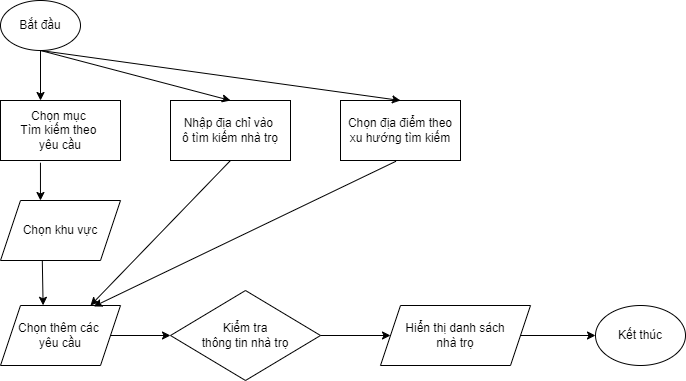 Bắt đầu
Chọn mục
Tìm kiếm theo
yêu cầu
Nhập địa chỉ vào
ô tìm kiếm nhà trọ
Chọn địa điểm theo
xu hướng tìm kiếm
Chọn khu vực
Chọn thêm các
yêu cầu
Kiểm tra
thông tin nhà trọ
Hiển thị danh sách
nhà trọ
Kết thúc